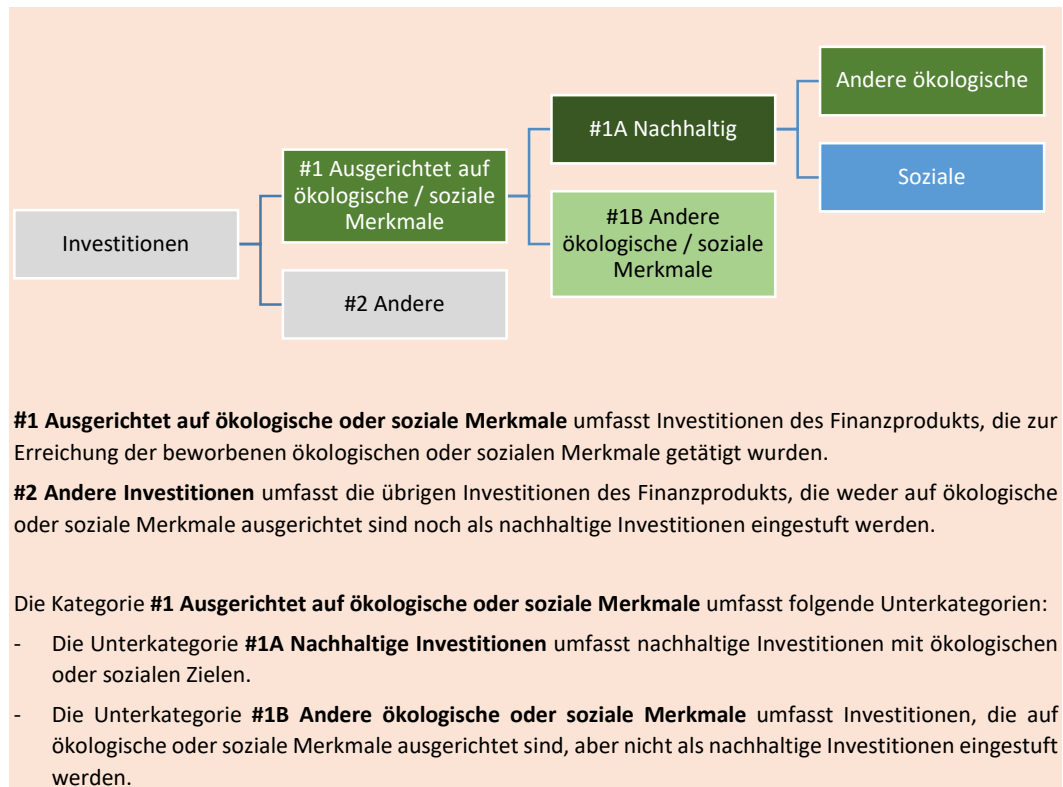 Investitionen
#1 Ausgerichtet auf
ökologische / soziale
Merkmale
#2 Andere
#1A Nachhaltig
#1B Andere
ökologische / soziale
Merkmale
Andere ökologische
Soziale
#1 Ausgerichtet auf ökologische oder soziale Merkmale umfasst Investitionen des Finanzprodukts, die zur
Erreichung der beworbenen ökologischen oder sozialen Merkmale getätigt wurden.
#2 Andere Investitionen umfasst die übrigen Investitionen des Finanzprodukts, die weder auf ökologische
oder soziale Merkmale ausgerichtet sind noch als nachhaltige Investitionen eingestuft werden.
Die Kategorie #1 Ausgerichtet auf ökologische oder soziale Merkmale umfasst folgende Unterkategorien:
- Die Unterkategorie #1A Nachhaltige Investitionen umfasst nachhaltige Investitionen mit ökologischen
oder sozialen Zielen.
- Die Unterkategorie #1B Andere ökologische oder soziale Merkmale umfasst Investitionen, die auf
ökologische oder soziale Merkmale ausgerichtet sind, aber nicht als nachhaltige Investitionen eingestuft
werden.